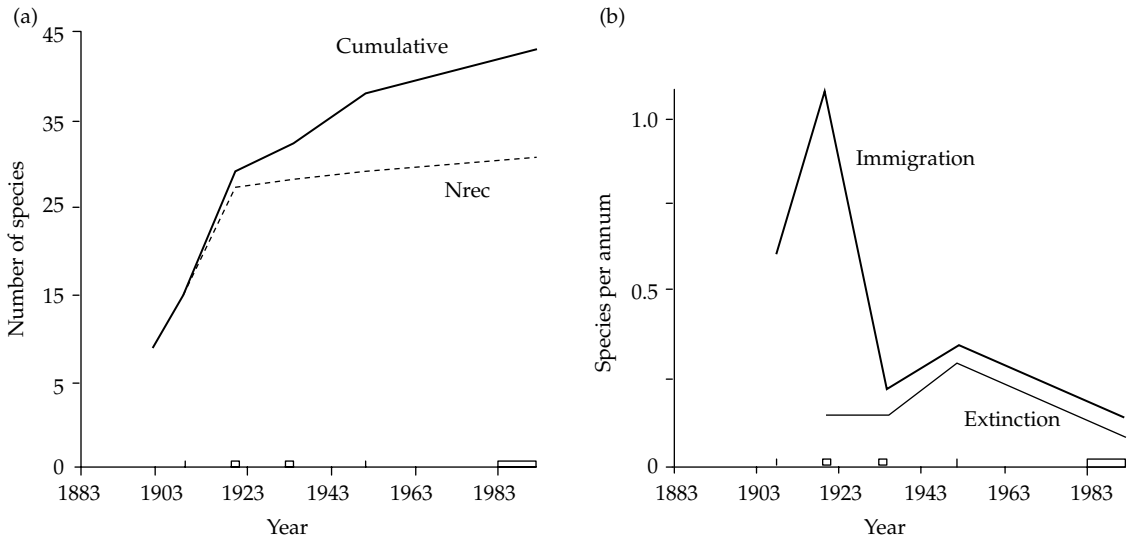 (a)
45
35
25
15
5
0
Number of species
Cumulative
Nrec
1883
1903
1923
1943
1963
1983
Year
(b)
1.0
0.5
0
Species per annum
Immigration
Extinction
1883
1903
1923
1943
1963
1983
Year